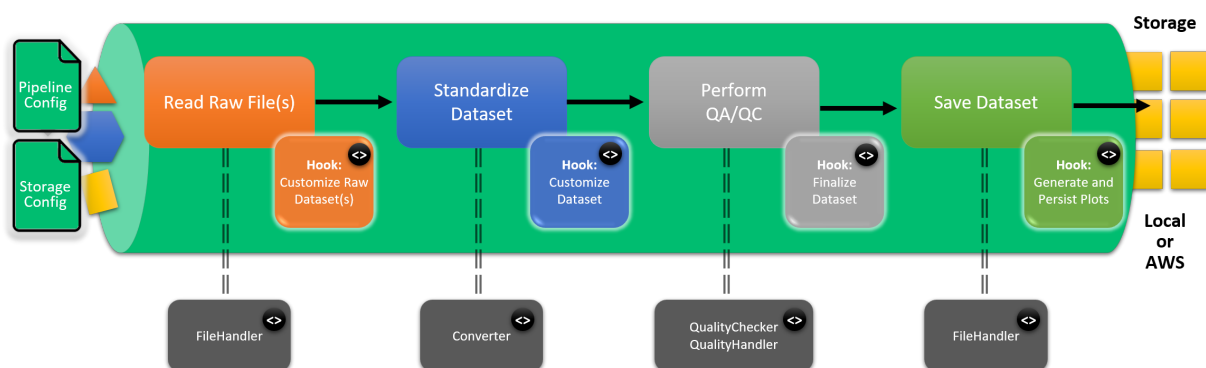 Storage
Pipeline
Config
Storage
Config
Read Raw File(s)
<>
Hook:
Customize Raw
Dataset(s)
Standardize
Dataset
<>
Hook:
Customize
Dataset
Perform
QA/QC
<>
Hook:
Finalize
Dataset
Save Dataset
<>
Hook:
Generate and
Persist Plots
Local
or
AWS
<>
FileHandler
<>
Converter
<>
QualityChecker
QualityHandler
<>
FileHandler